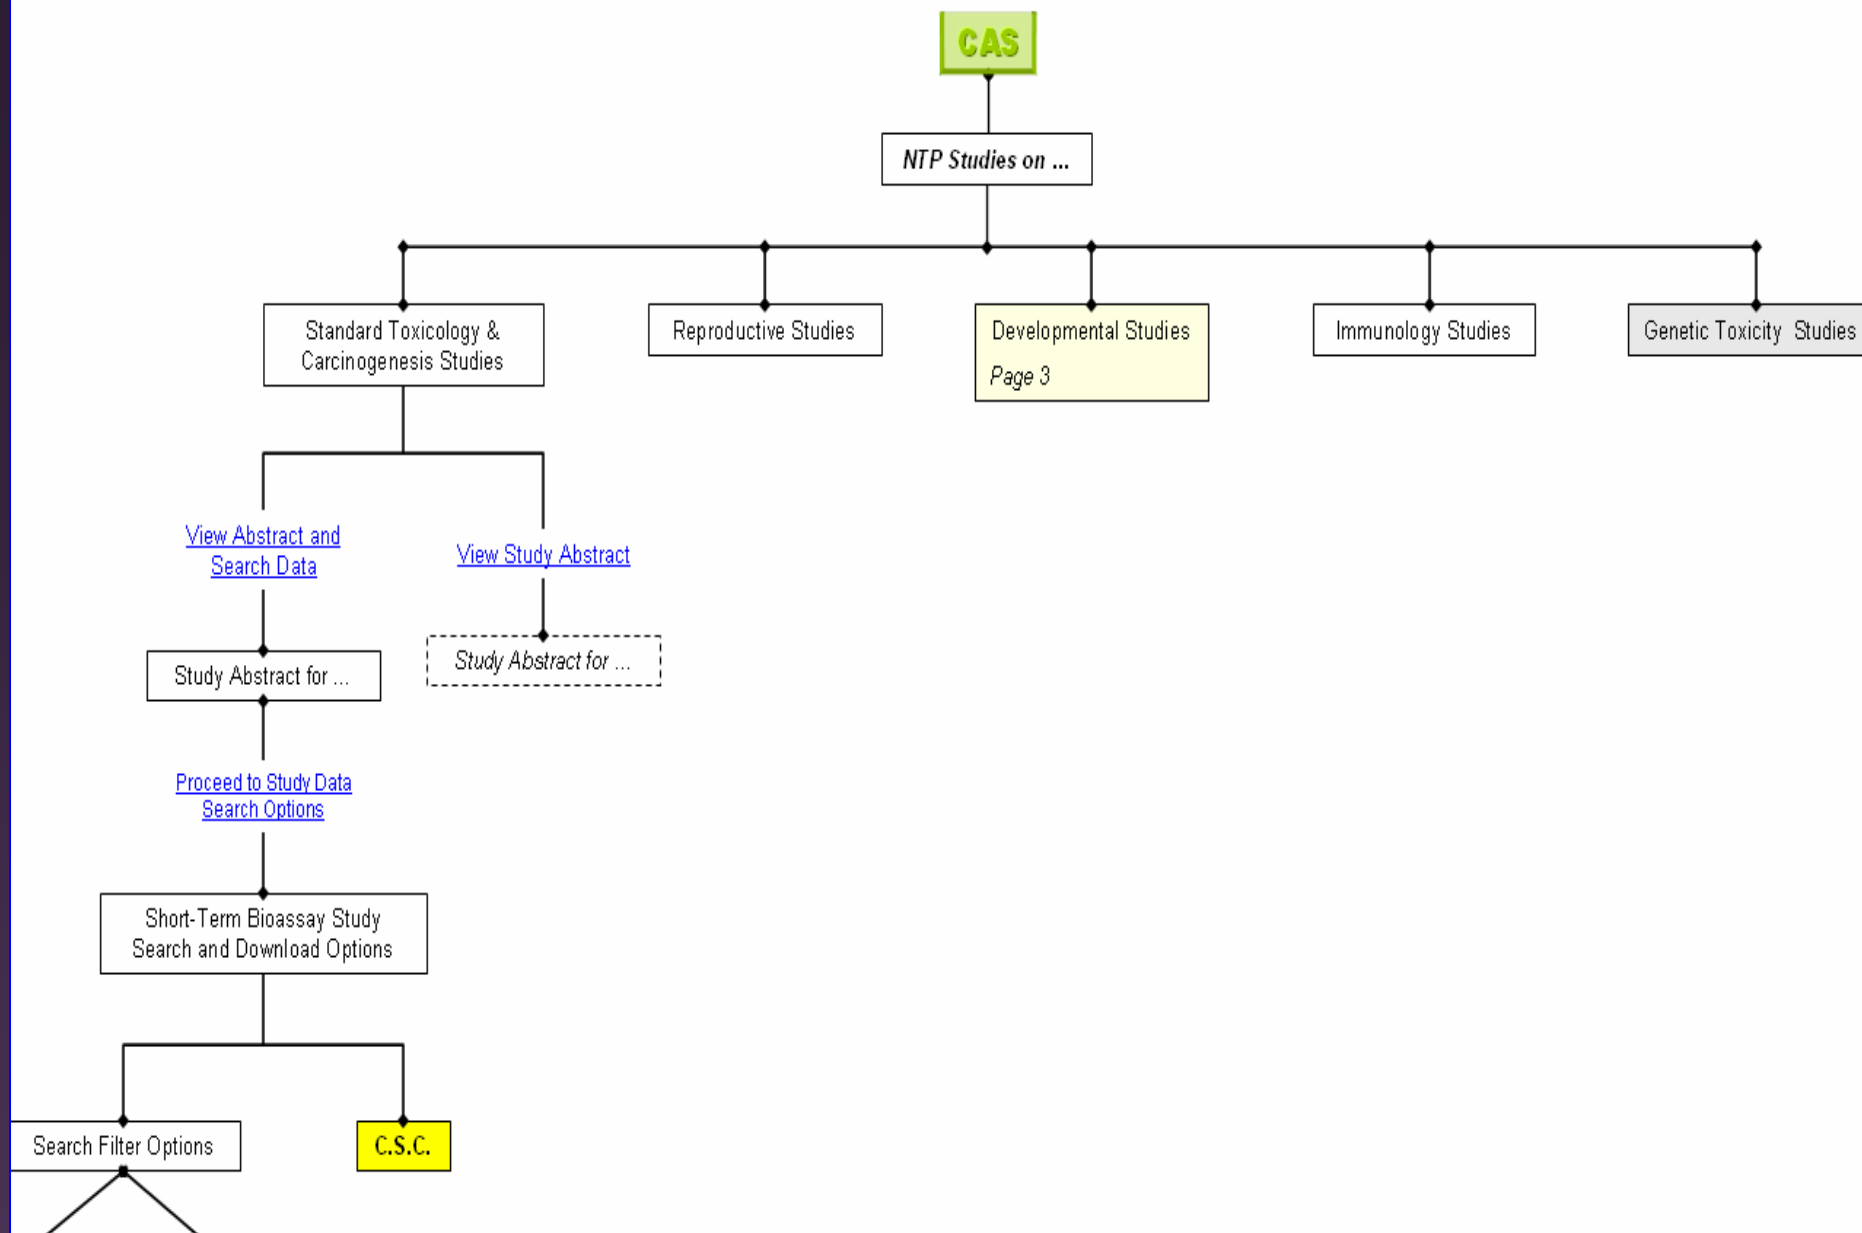 CAS
NTP Studies on ...
Standard Toxicology &
Carcinogenesis Studies
Reproductive Studies
Developmental Studies
Page 3
Immunology Studies
Genetic Toxicity Studies
View Abstract and
Search Data
View Study Abstract
Study Abstract for ...
Study Abstract for ...
Proceed to Study Data
Search Options
Short-Term Bioassay Study
Search and Download Options
Search Filter Options
C.S.C.